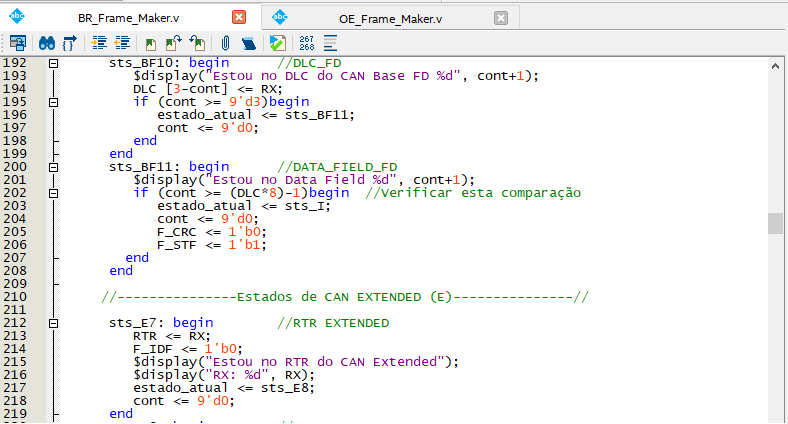 BR_Frame_Maker.v
OE_Frame_Maker.v
267
268
192 sts_BF10: begin //DLC_FD
193 $display("Estou no DLC do CAN Base FD %d", cont+1);
194 DLC [3-cont] <= RX;
195 if (cont >= 9'd3)begin
196 estado_atual <= sts_BF11;
197 cont <= 9'd0;
198 end
199 end
200 sts_BF11: begin //DATA_FIELD_FD
201 $display("Estou no Data Field %d", cont+1);
202 if (cont >= (DLC*8)-1)begin //Verificar esta comparação
203 estado_atual <= sts_I;
204 cont <= 9'd0;
205 F_CRC <= 1'b0;
206 F_STF <= 1'b1;
207 end
208 end
209
210 //---------------Estados de CAN EXTENDED (E)---------------//
211
212 sts_E7: begin //RTR EXTENDED
213 RTR <= RX;
214 F_IDF <= 1'b0;
215 $display("Estou no RTR do CAN Extended");
216 $display("RX: %d", RX);
217 estado_atual <= sts_E8;
218 cont <= 9'd0;
219 end